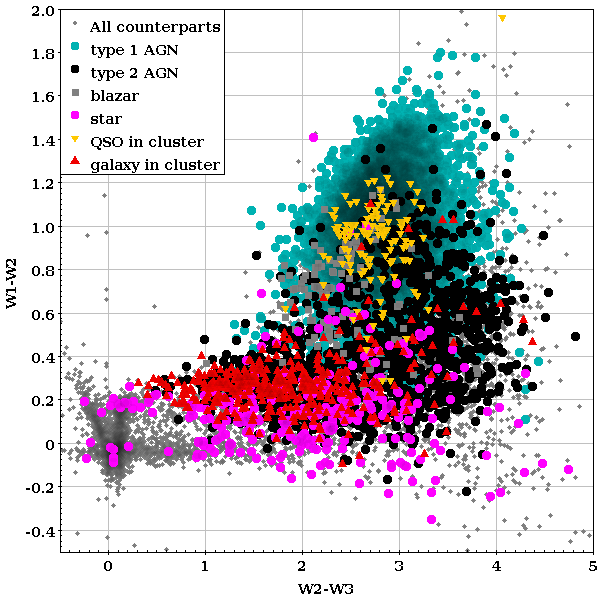 2.0
1.8
1.6
1.4
1.2
1.0
0.8
0.6
0.4
0.2
0
-0.2
-0.4
W1-W2
All counterparts
type 1 AGN
type 2 AGN
blazar
star
QSO in cluster
galaxy in cluster
0 1 2 3 4 5
W2-W3